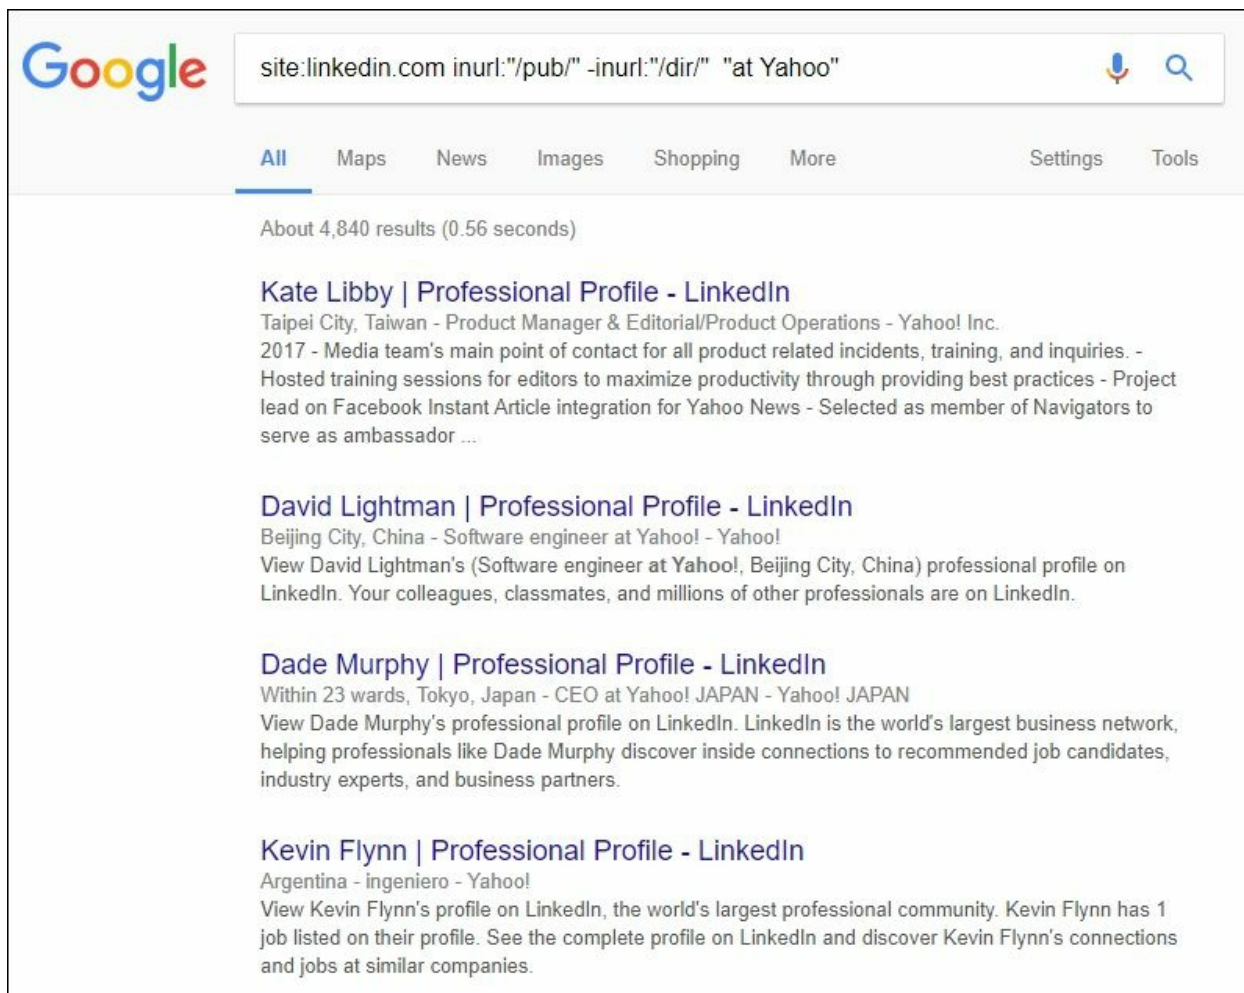 Google
site:linkedin.com inurl:"/pub/" -inurl:"/dir/"  "at Yahoo"
All Maps News Images Shopping More Settings Tools
About 4,840 results (0.56 seconds)
Kate Libby | Professional Profile - LinkedIn
Taipei City, Taiwan - Product Manager & Editorial/Product Operations - Yahoo! Inc.
2017 - Media team's main point of contact for all product related incidents, training, and inquiries. -
Hosted training sessions for editors to maximize productivity through providing best practices - Project
lead on Facebook Instant Article integration for Yahoo News - Selected as member of Navigators to
serve as ambassador ...
David Lightman | Professional Profile - LinkedIn
Beijing City, China - Software engineer at Yahoo! - Yahoo!
View David Lightman's (Software engineer at Yahoo!, Beijing City, China) professional profile on
LinkedIn. Your colleagues, classmates, and millions of other professionals are on LinkedIn.
Dade Murphy | Professional Profile - LinkedIn
Within 23 wards, Tokyo, Japan - CEO at Yahoo! JAPAN - Yahoo! JAPAN
View Dade Murphy's professional profile on LinkedIn. LinkedIn is the world's largest business network,
helping professionals like Dade Murphy discover inside connections to recommended job candidates,
industry experts, and business partners.
Kevin Flynn | Professional Profile - LinkedIn
Argentina - ingeniero - Yahoo!
View Kevin Flynn's profile on LinkedIn, the world's largest professional community. Kevin Flynn has 1
job listed on their profile. See the complete profile on LinkedIn and discover Kevin Flynn's connections
and jobs at similar companies.